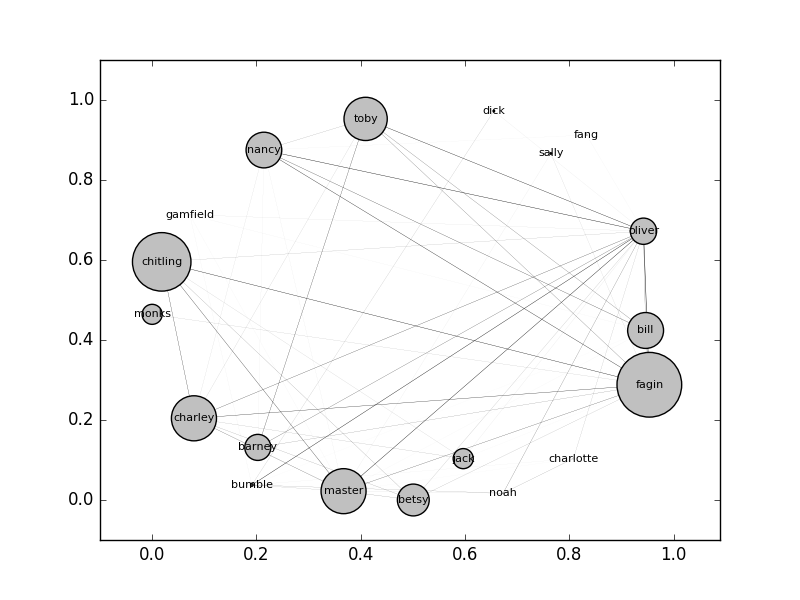 1.0
0.8
0.6
0.4
0.2
0.0
dick
toby
fang
nancy
sally
gamfield
oliver
chitling
monks
bill
fagin
charley
barney
jack
charlotte
bumble
master
noah
betsy
0.0 0.2 0.4 0.6 0.8 1.0